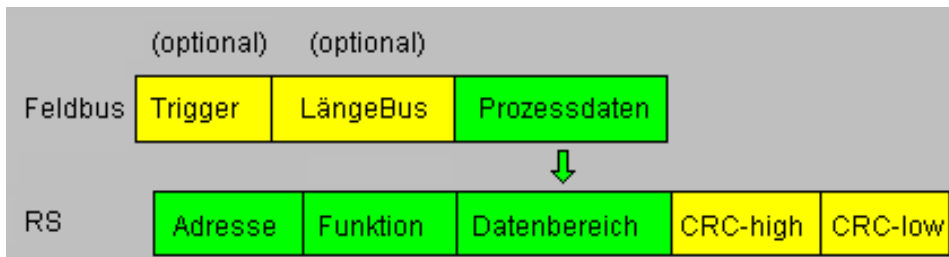 (optional) (optional)
Feldbus Trigger LängeBus Prozessdaten
RS Adresse Funktion Datenbereich CRC-high CRC-low